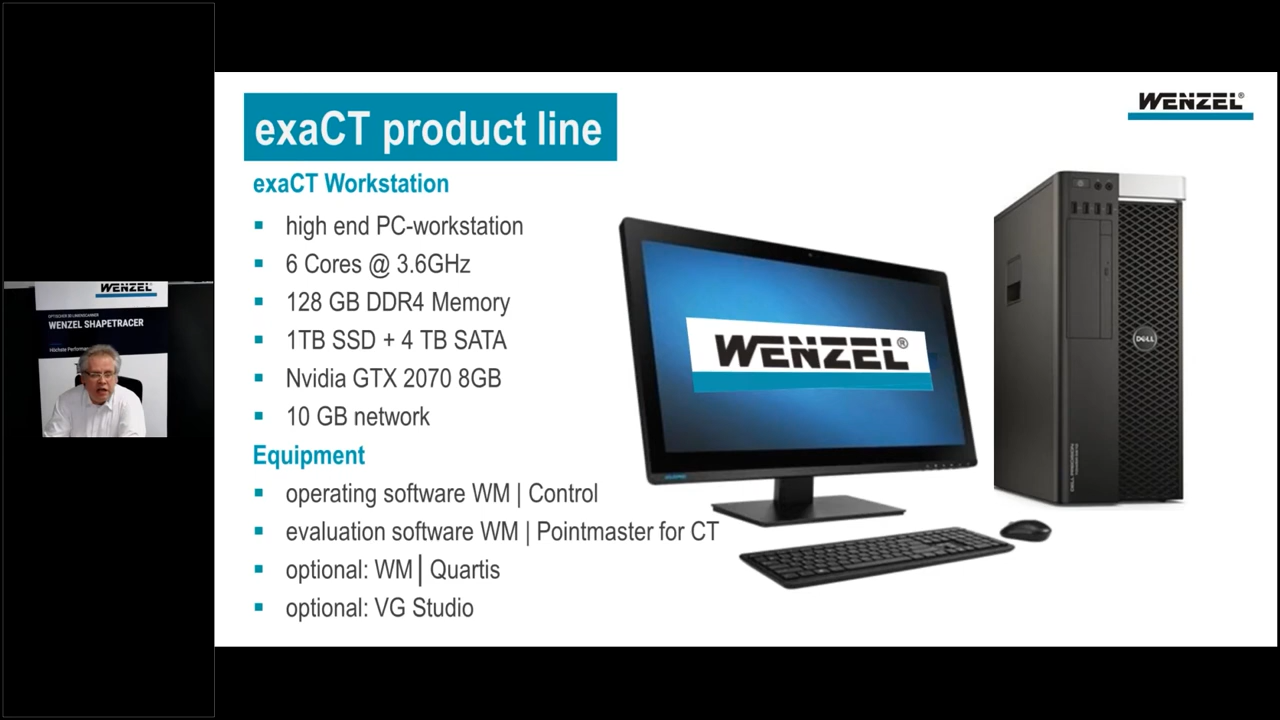 exaCT product line
WENZEL®
exaCT Workstation
high end PC-workstation
6 Cores @ 3.6GHz
128 GB DDR4 Memory
1TB SSD + 4 TB SATA
Nvidia GTX 2070 8GB
10 GB network
Equipment
operating software WM | Control
evaluation software WM | Pointmaster for CT
optional: WM│Quartis
optional: VG Studio
WENZEL®
DELL
WENZEL
WENZEL SHAPETRACER